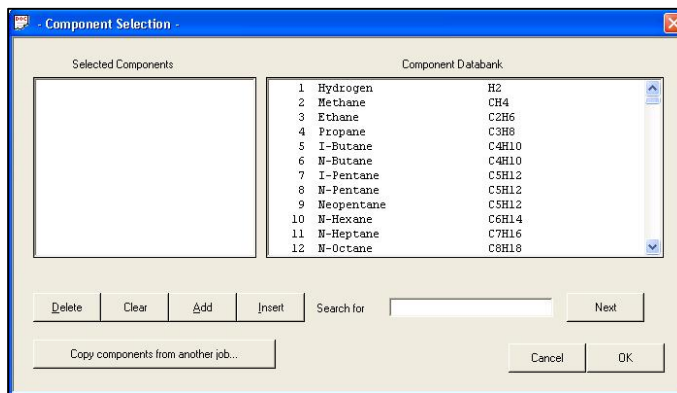 DOC - Component Selection -
Selected Components Component Databank
1 Hydrogen H2
2 Methane CH4
3 Ethane C2H6
4 Propane C3H8
5 I-Butane C4H10
6 N-Butane C4H10
7 I-Pentane C5H12
8 N-Pentane C5H12
9 Neopentane C5H12
10 N-Hexane C6H14
11 N-Heptane C7H16
12 N-Octane C8H18
Delete Clear Add Insert Search for Next
Copy components from another job... Cancel OK